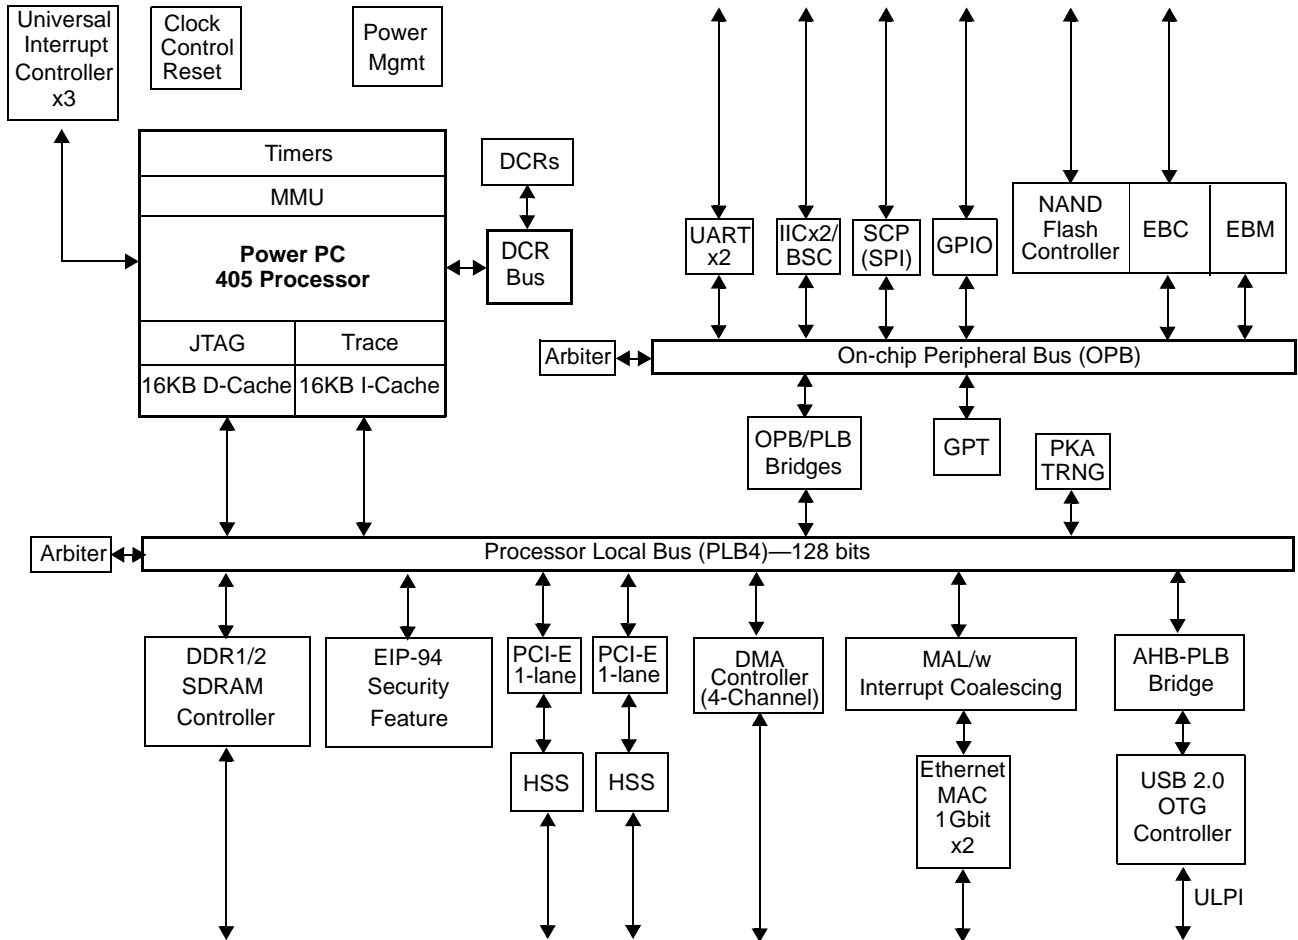 Universal
Interrupt
Controller
x3
Clock
Control
Reset
Power
Mgmt
Timers
MMU
Power PC
405 Processor
JTAG
Trace
16KB D-Cache
16KB I-Cache
DCRs
DCR
Bus
UART
x2
IICx2/
BSC
SCP
(SPI)
GPIO
NAND
Flash
Controller
EBC
EBM
Arbiter
On-chip Peripheral Bus (OPB)
OPB/PLB
Bridges
GPT
PKA
TRNG
Arbiter
Processor Local Bus (PLB4)—128 bits
DDR1/2
SDRAM
Controller
EIP-94
Security
Feature
PCI-E
1-lane
PCI-E
1-lane
HSS
HSS
DMA
Controller
(4-Channel)
MAL/w
Interrupt Coalescing
Ethernet
MAC
1Gbit
x2
AHB-PLB
Bridge
USB 2.0
OTG
Controller
ULPI